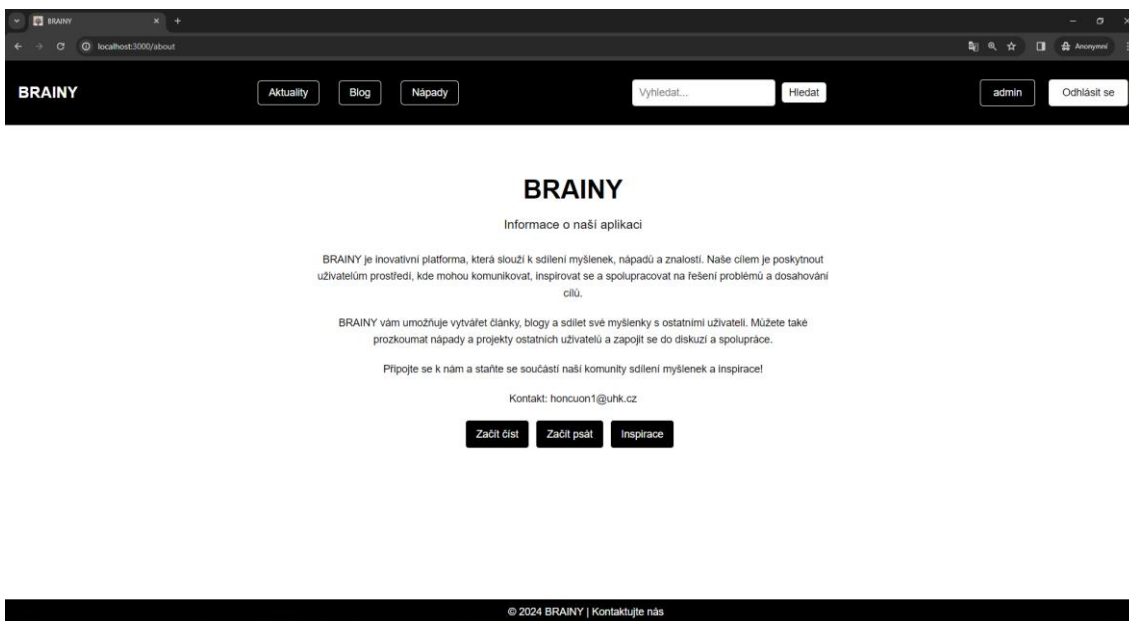 BRAINY
localhost:3000/about
Anonymní
BRAINY
Aktuality
Blog
Nápady
Vyhledat...
Hledat
admin
Odhlásit se
BRAINY
Informace o naší aplikaci
BRAINY je inovativní platforma, která slouží k sdílení myšlenek, nápadů a znalostí. Naše cílem je poskytnout
uživatelům prostředí, kde mohou komunikovat, inspirovat se a spolupracovat na řešení problémů a dosahování
cílů.
BRAINY vám umožňuje vytvářet články, blogy a sdílet své myšlenky s ostatními uživateli. Můžete také
prozkoumat nápady a projekty ostatních uživatelů a zapojit se do diskuzí a spolupráce.
Připojte se k nám a staňte se součástí naší komunity sdílení myšlenek a inspirace!
Kontakt: honcuon1@uhk.cz
Začít číst
Začít psát
Inspirace
© 2024 BRAINY | Kontaktujte nás